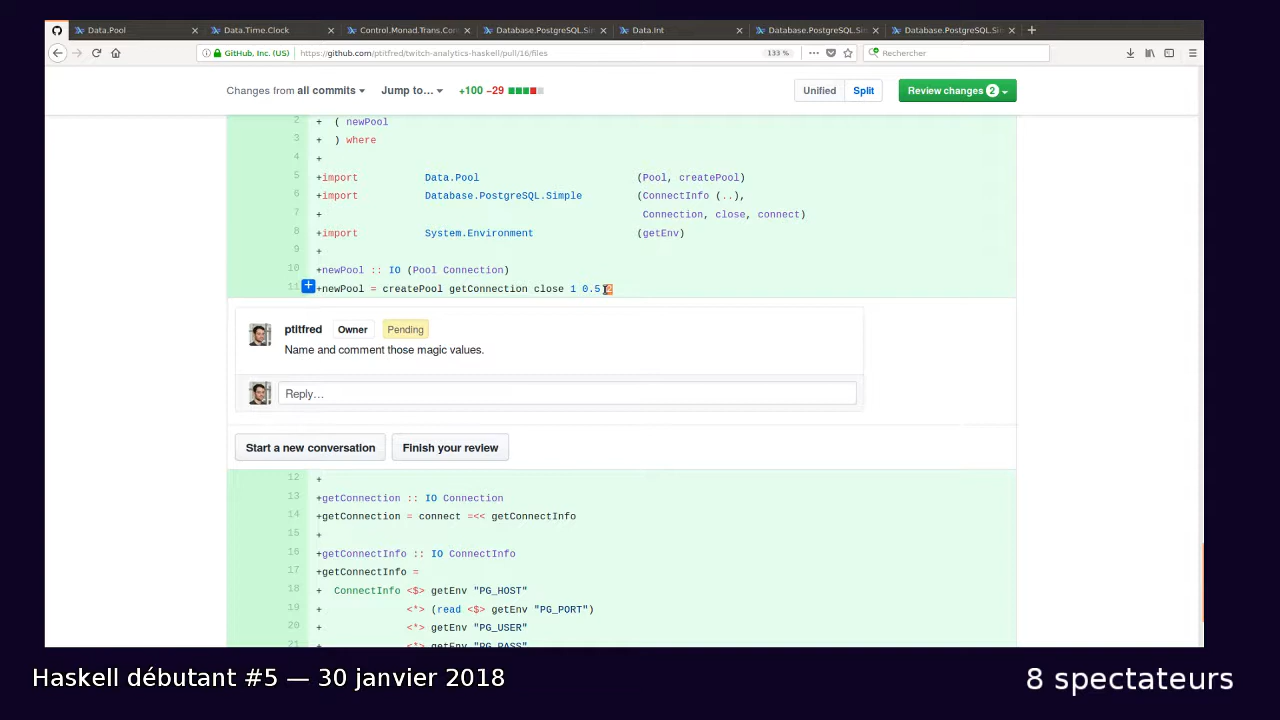 Data.Pool × Data.Time.Clock × Control.Monad.Trans.Con × Database.PostgreSQL.Sim × Data.Int × Database.PostgreSQL.Sim × Database.PostgreSQL.Sim ×
GitHub, Inc. (US) https://github.com/ptitfred/twitch-analytics-haskell/pull/16/files 133 % Rechercher
Changes from all commits Jump to… +100 −29 Unified Split Review changes 2
2 + ( newPool
3 + ) where
4 +
5 +import Data.Pool (Pool, createPool)
6 +import Database.PostgreSQL.Simple (ConnectInfo (..),
7 + Connection, close, connect)
8 +import System.Environment (getEnv)
9 +
10 +newPool :: IO (Pool Connection)
11 +newPool = createPool getConnection close 1 0.5 2
ptitfred Owner Pending
Name and comment those magic values.
Reply…
Start a new conversation Finish your review
12 +
13 +getConnection :: IO Connection
14 +getConnection = connect =<< getConnectInfo
15 +
16 +getConnectInfo :: IO ConnectInfo
17 +getConnectInfo =
18 + ConnectInfo <$> getEnv "PG_HOST"
19 + <*> (read <$> getEnv "PG_PORT")
20 + <*> getEnv "PG_USER"
21 + <*> getEnv "PG_PASS"
Haskell débutant #5 — 30 janvier 2018
8 spectateurs